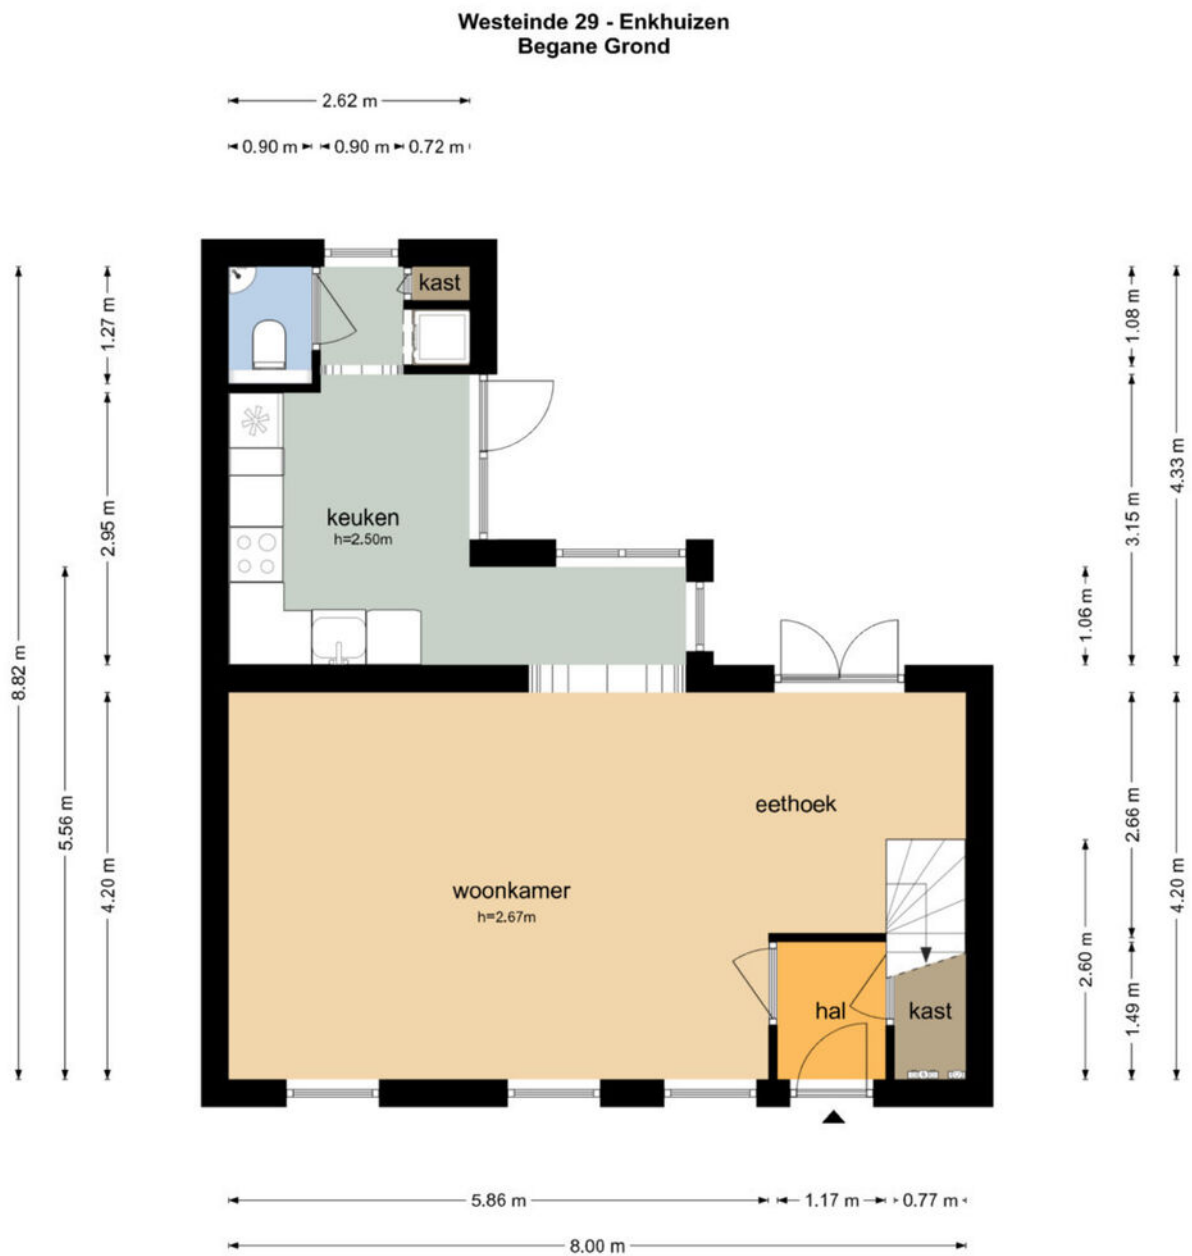 Westeinde 29 - Enkhuizen
Begane Grond
2.62 m
0.90 m
0.90 m
0.72 m
kast
1.27 m
1.08 m
4.33 m
keuken
h=2.50m
2.95 m
3.15 m
1.06 m
8.82 m
5.56 m
4.20 m
eethoek
woonkamer
h=2.67m
2.66 m
4.20 m
2.60 m
1.49 m
hal
kast
5.86 m
1.17 m
0.77 m
8.00 m